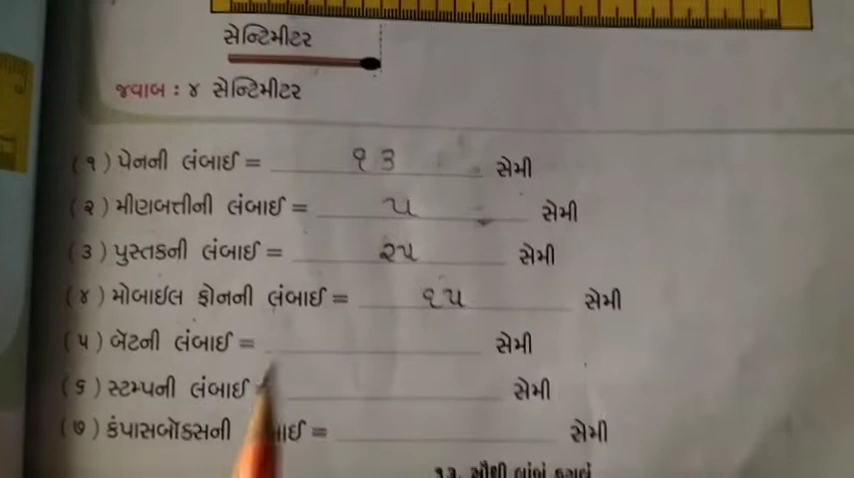 સેન્ટિમીટર
જવાબ : ૪ સેન્ટિમીટર
(૧) પેનની લંબાઈ = ૧૩ સેમી
(૨) મીણબત્તીની લંબાઈ = ૫ સેમી
(૩) પુસ્તકની લંબાઈ = ૨૫ સેમી
(૪) મોબાઈલ ફોનની લંબાઈ = ૧૫ સેમી
(૫) બૅટની લંબાઈ = સેમી
(૬) સ્ટમ્પની લંબાઈ = સેમી
(૭) કંપાસબૉક્સની = સેમી